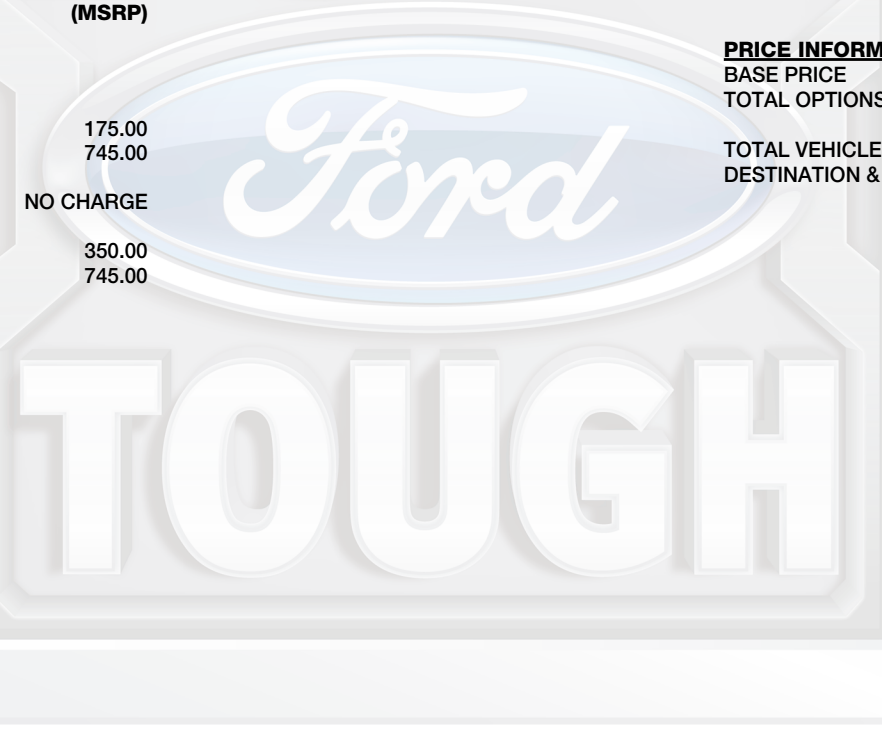 (MSRP)
175.00
745.00
NO CHARGE
350.00
745.00
PRICE INFORM
BASE PRICE
TOTAL OPTIONS
TOTAL VEHICLE
DESTINATION &
Ford
TOUGH